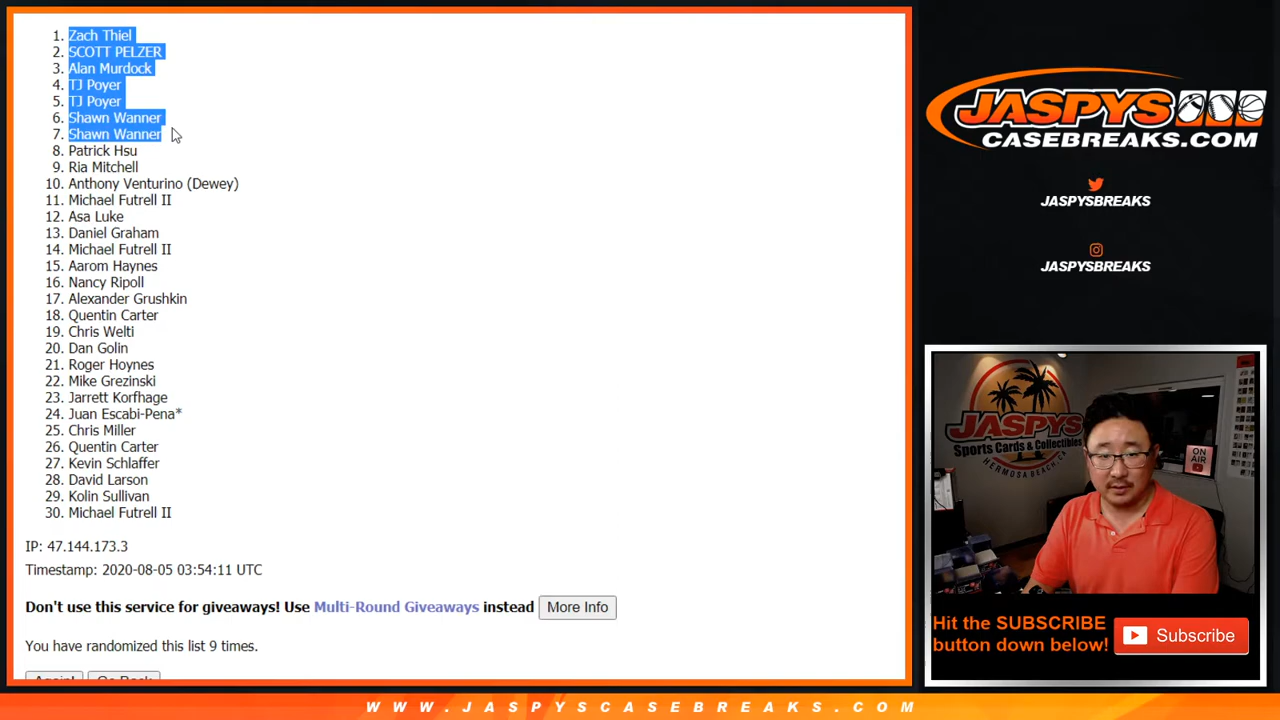 1. Zach Thiel
2. SCOTT PELZER
3. Alan Murdock
4. TJ Poyer
5. TJ Poyer
6. Shawn Wanner
7. Shawn Wanner
8. Patrick Hsu
9. Ria Mitchell
10. Anthony Venturino (Dewey)
11. Michael Futrell II
12. Asa Luke
13. Daniel Graham
14. Michael Futrell II
15. Aarom Haynes
16. Nancy Ripoll
17. Alexander Grushkin
18. Quentin Carter
19. Chris Welti
20. Dan Golin
21. Roger Hoynes
22. Mike Grezinski
23. Jarrett Korfhage
24. Juan Escabi-Pena*
25. Chris Miller
26. Quentin Carter
27. Kevin Schlaffer
28. David Larson
29. Kolin Sullivan
30. Michael Futrell II
IP: 47.144.173.3
Timestamp: 2020-08-05 03:54:11 UTC
Don't use this service for giveaways! Use Multi-Round Giveaways instead More Info
You have randomized this list 9 times.
Again! Go Back
JASPYS
CASEBREAKS.COM
JASPYSBREAKS
JASPYSBREAKS
JASPYS
Sports Cards & Collectibles
HERMOSA BEACH, CA
ON AIR
Hit the SUBSCRIBE
button down below!
Subscribe
WWW.JASPYSCASEBREAKS.COM